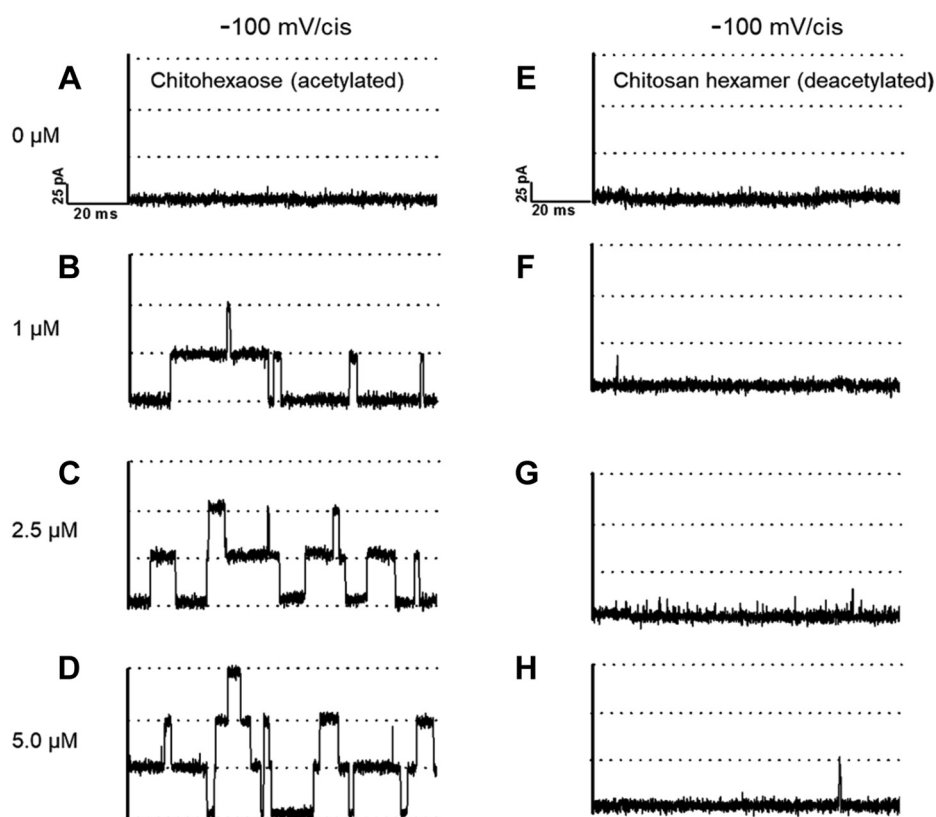 -100 mV/cis
-100 mV/cis
A
Chitohexaose (acetylated)
E
Chitosan hexamer (deacetylated)
0 µM
25 pA
20 ms
25 pA
20 ms
B
F
1 µM
C
G
2.5 µM
D
H
5.0 µM